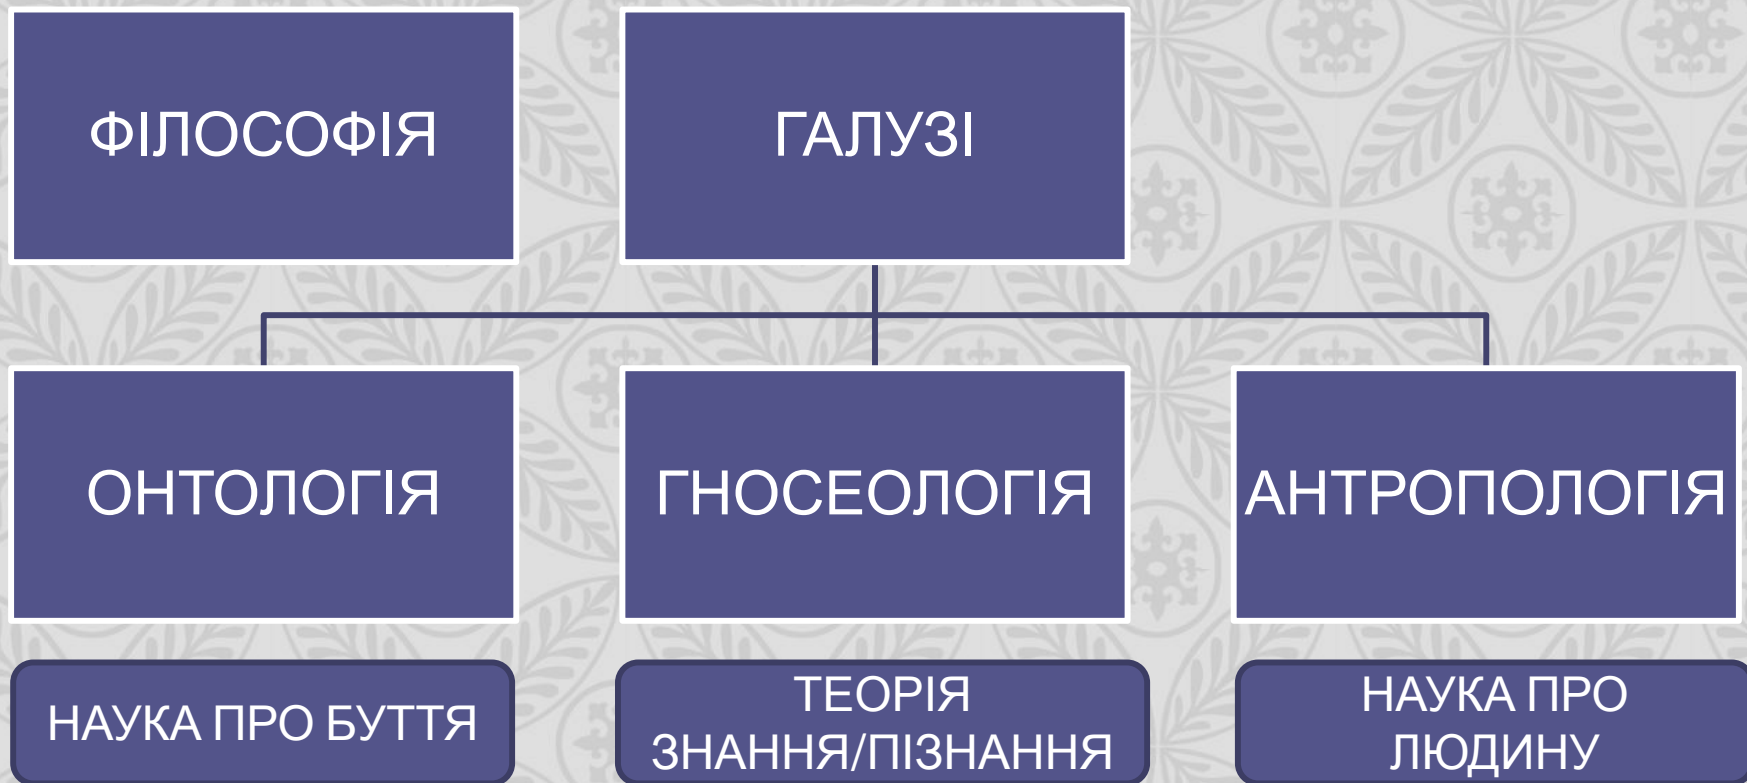 ФІЛОСОФІЯ
ГАЛУЗІ
ОНТОЛОГІЯ
ГНОСЕОЛОГІЯ
АНТРОПОЛОГІЯ
НАУКА ПРО БУТТЯ
ТЕОРІЯ
ЗНАННЯ/ПІЗНАННЯ
НАУКА ПРО
ЛЮДИНУ